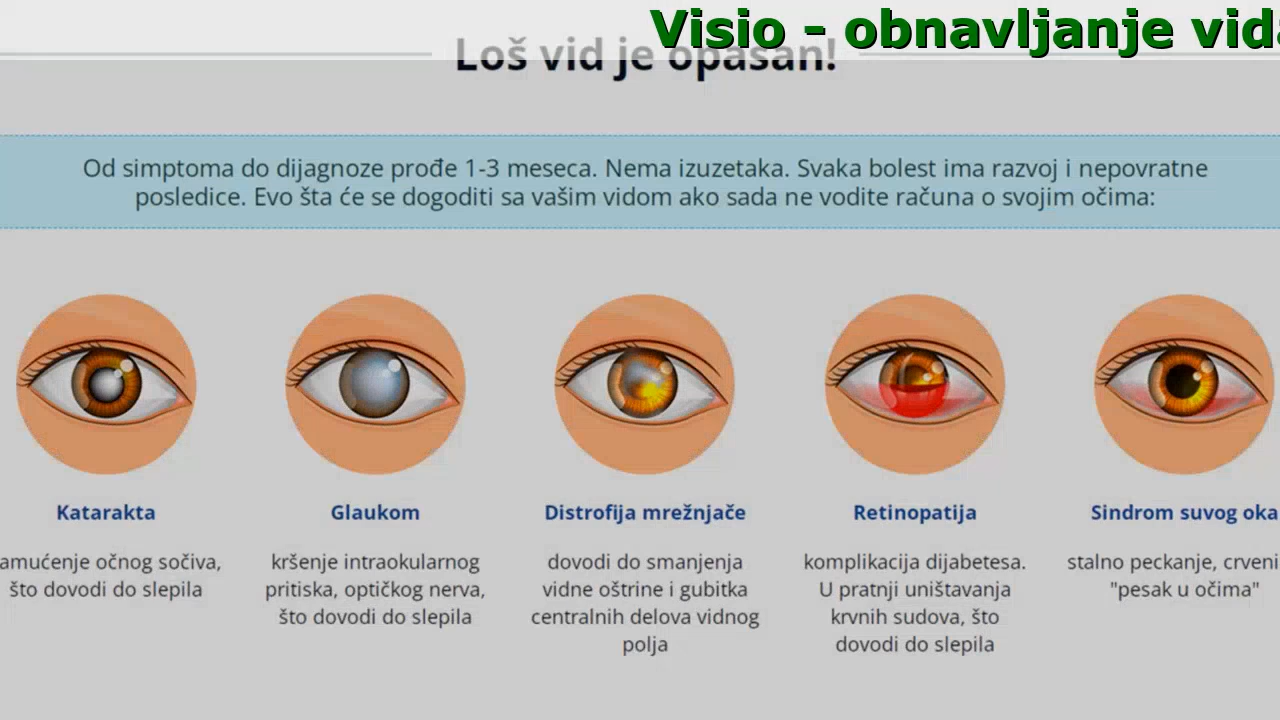 Visio - obnavljanje vida
Loš vid je opasan!
Od simptoma do dijagnoze prođe 1-3 meseca. Nema izuzetaka. Svaka bolest ima razvoj i nepovratne
posledice. Evo šta će se dogoditi sa vašim vidom ako sada ne vodite računa o svojim očima:
Katarakta
amućenje očnog sočiva,
što dovodi do slepila
Glaukom
kršenje intraokularnog
pritiska, optičkog nerva,
što dovodi do slepila
Distrofija mrežnjače
dovodi do smanjenja
vidne oštrine i gubitka
centralnih delova vidnog
polja
Retinopatija
komplikacija dijabetesa.
U pratnji uništavanja
krvnih sudova, što
dovodi do slepila
Sindrom suvog oka
stalno peckanje, crveni
"pesak u očima"